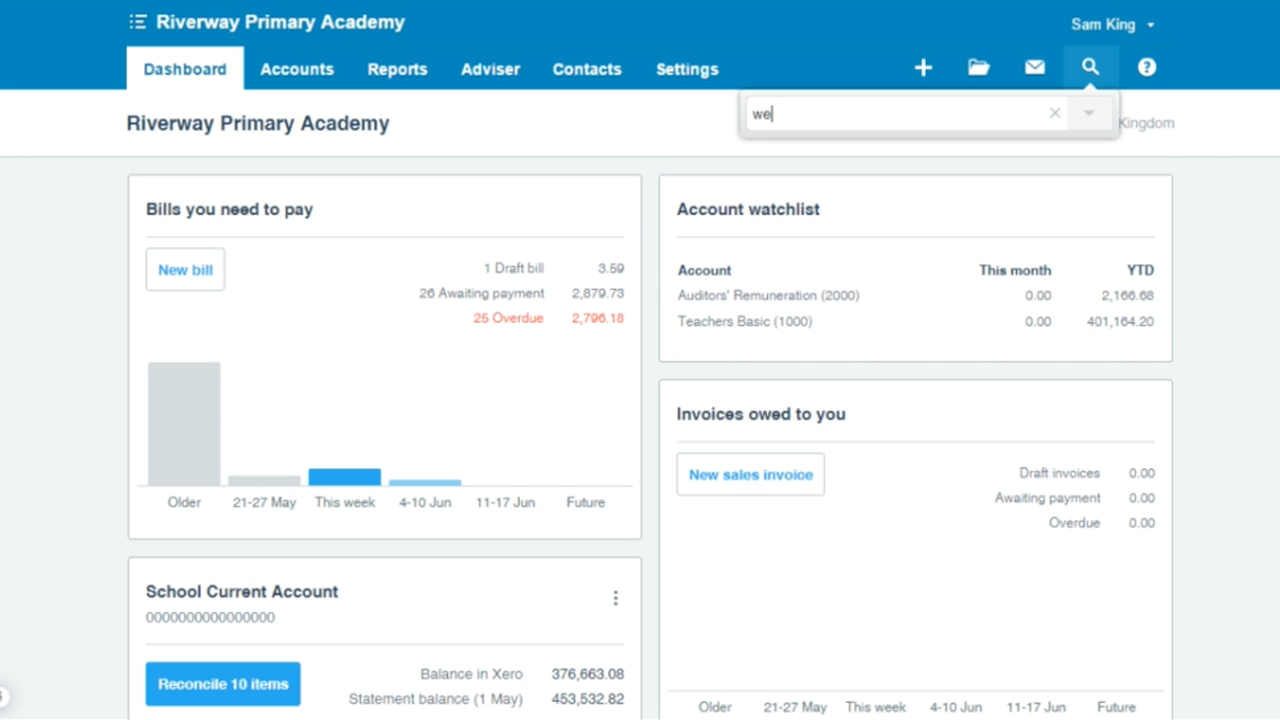 Riverway Primary Academy
Sam King
Dashboard Accounts Reports Adviser Contacts Settings
?
Riverway Primary Academy
we
Kingdom
Bills you need to pay
New bill
1 Draft bill 3.59
26 Awaiting payment 2,879.73
25 Overdue 2,796.18
Older 21-27 May This week 4-10 Jun 11-17 Jun Future
Account watchlist
Account This month YTD
Auditors' Remuneration (2000) 0.00 2,166.68
Teachers Basic (1000) 0.00 401,164.20
Invoices owed to you
New sales invoice
Draft invoices 0.00
Awaiting payment 0.00
Overdue 0.00
Older 21-27 May This week 4-10 Jun 11-17 Jun Future
School Current Account
0000000000000000
Reconcile 10 items
Balance in Xero 376,663.08
Statement balance (1 May) 453,532.82